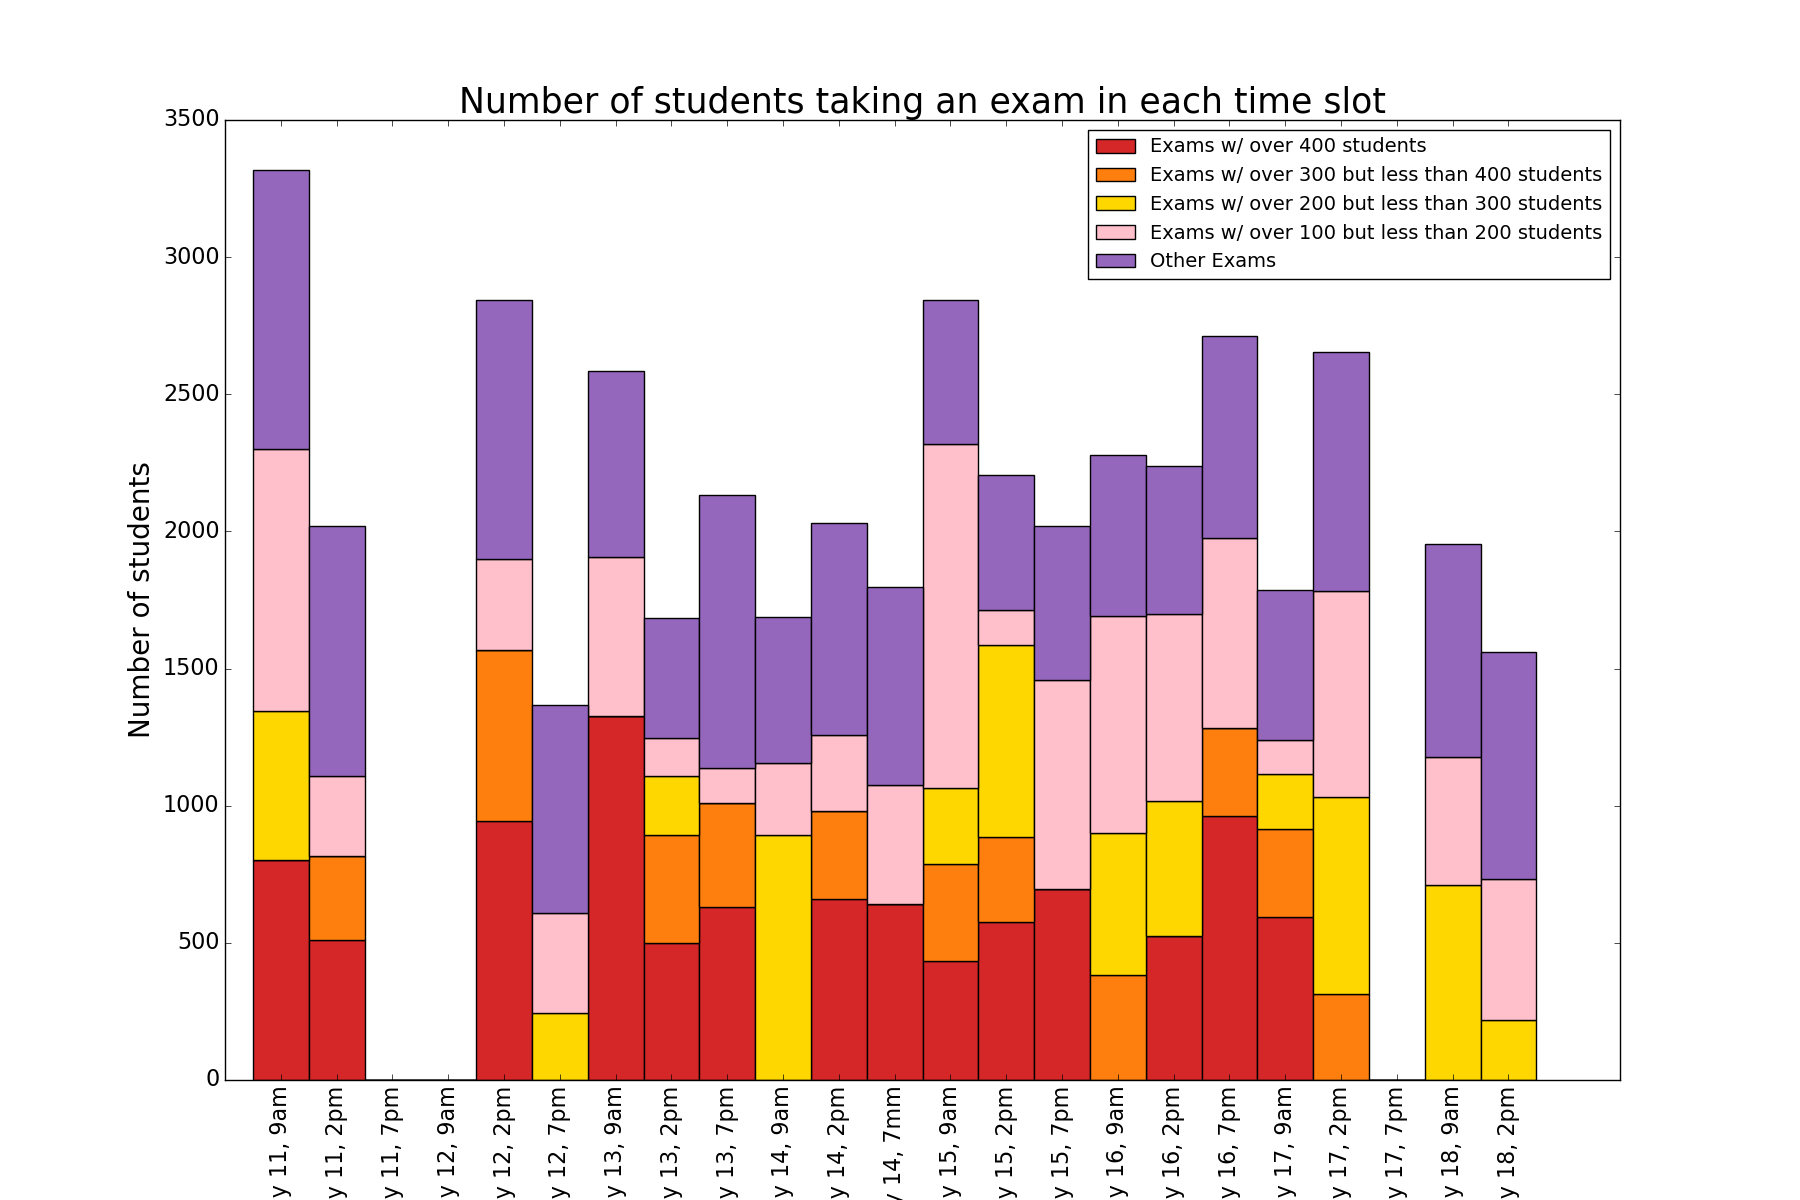 Number of students taking an exam in each time slot
Exams w/ over 400 students
Exams w/ over 300 but less than 400 students
Exams w/ over 200 but less than 300 students
Exams w/ over 100 but less than 200 students
Other Exams
Number of students
3500
3000
2500
2000
1500
1000
500
0
y 11, 9am
y 11, 2pm
y 11, 7pm
y 12, 9am
y 12, 2pm
y 12, 7pm
y 13, 9am
y 13, 2pm
y 13, 7pm
y 14, 9am
y 14, 2pm
y 14, 7mm
y 15, 9am
y 15, 2pm
y 15, 7pm
y 16, 9am
y 16, 2pm
y 16, 7pm
y 17, 9am
y 17, 2pm
y 17, 7pm
y 18, 9am
y 18, 2pm